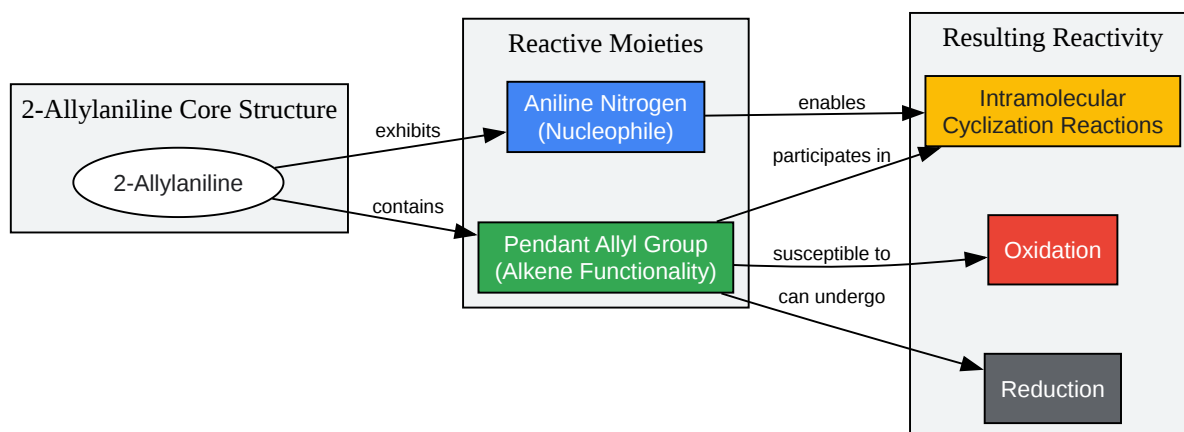 2-Allylaniline Core Structure
2-Allylaniline
exhibits
contains
Reactive Moieties
Aniline Nitrogen
(Nucleophile)
Pendant Allyl Group
(Alkene Functionality)
enables
participates in
susceptible to
can undergo
Resulting Reactivity
Intramolecular
Cyclization Reactions
Oxidation
Reduction